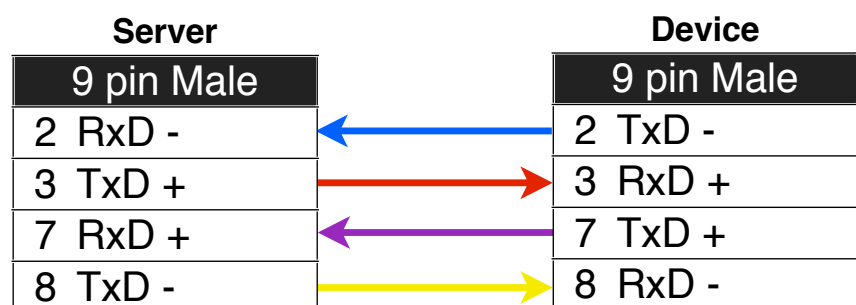 Server Device
9 pin Male 9 pin Male
2 RxD - 2 TxD -
3 TxD + 3 RxD +
7 RxD + 7 TxD +
8 TxD - 8 RxD -